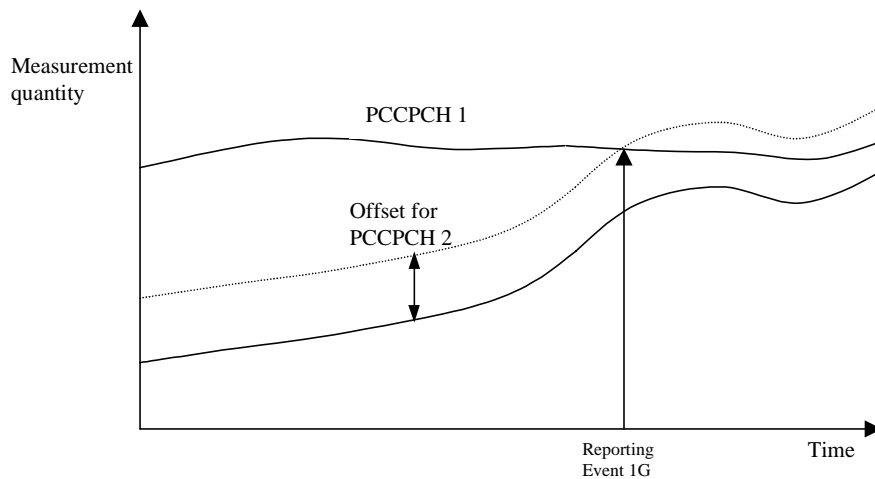 Measurement
quantity
PCCPCH 1
Offset for
PCCPCH 2
Reporting
Event 1G
Time